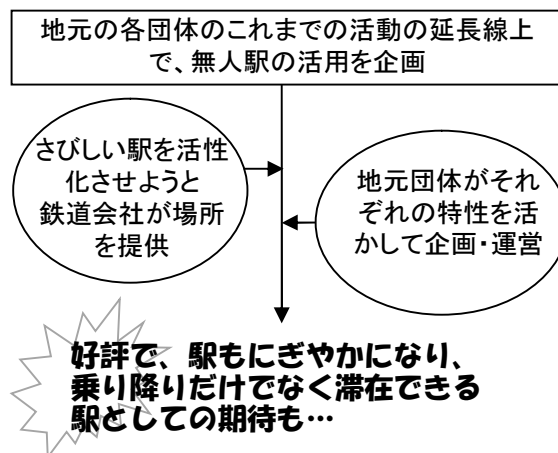 地元の各団体のこれまでの活動の延長線上
で、無人駅の活用を企画
さびしい駅を活性
化させようと
鉄道会社が場所
を提供
地元団体がそれ
ぞれの特性を活
かして企画・運営
好評で、駅もにぎやかになり、
乗り降りだけでなく滞在できる
駅としての期待も…